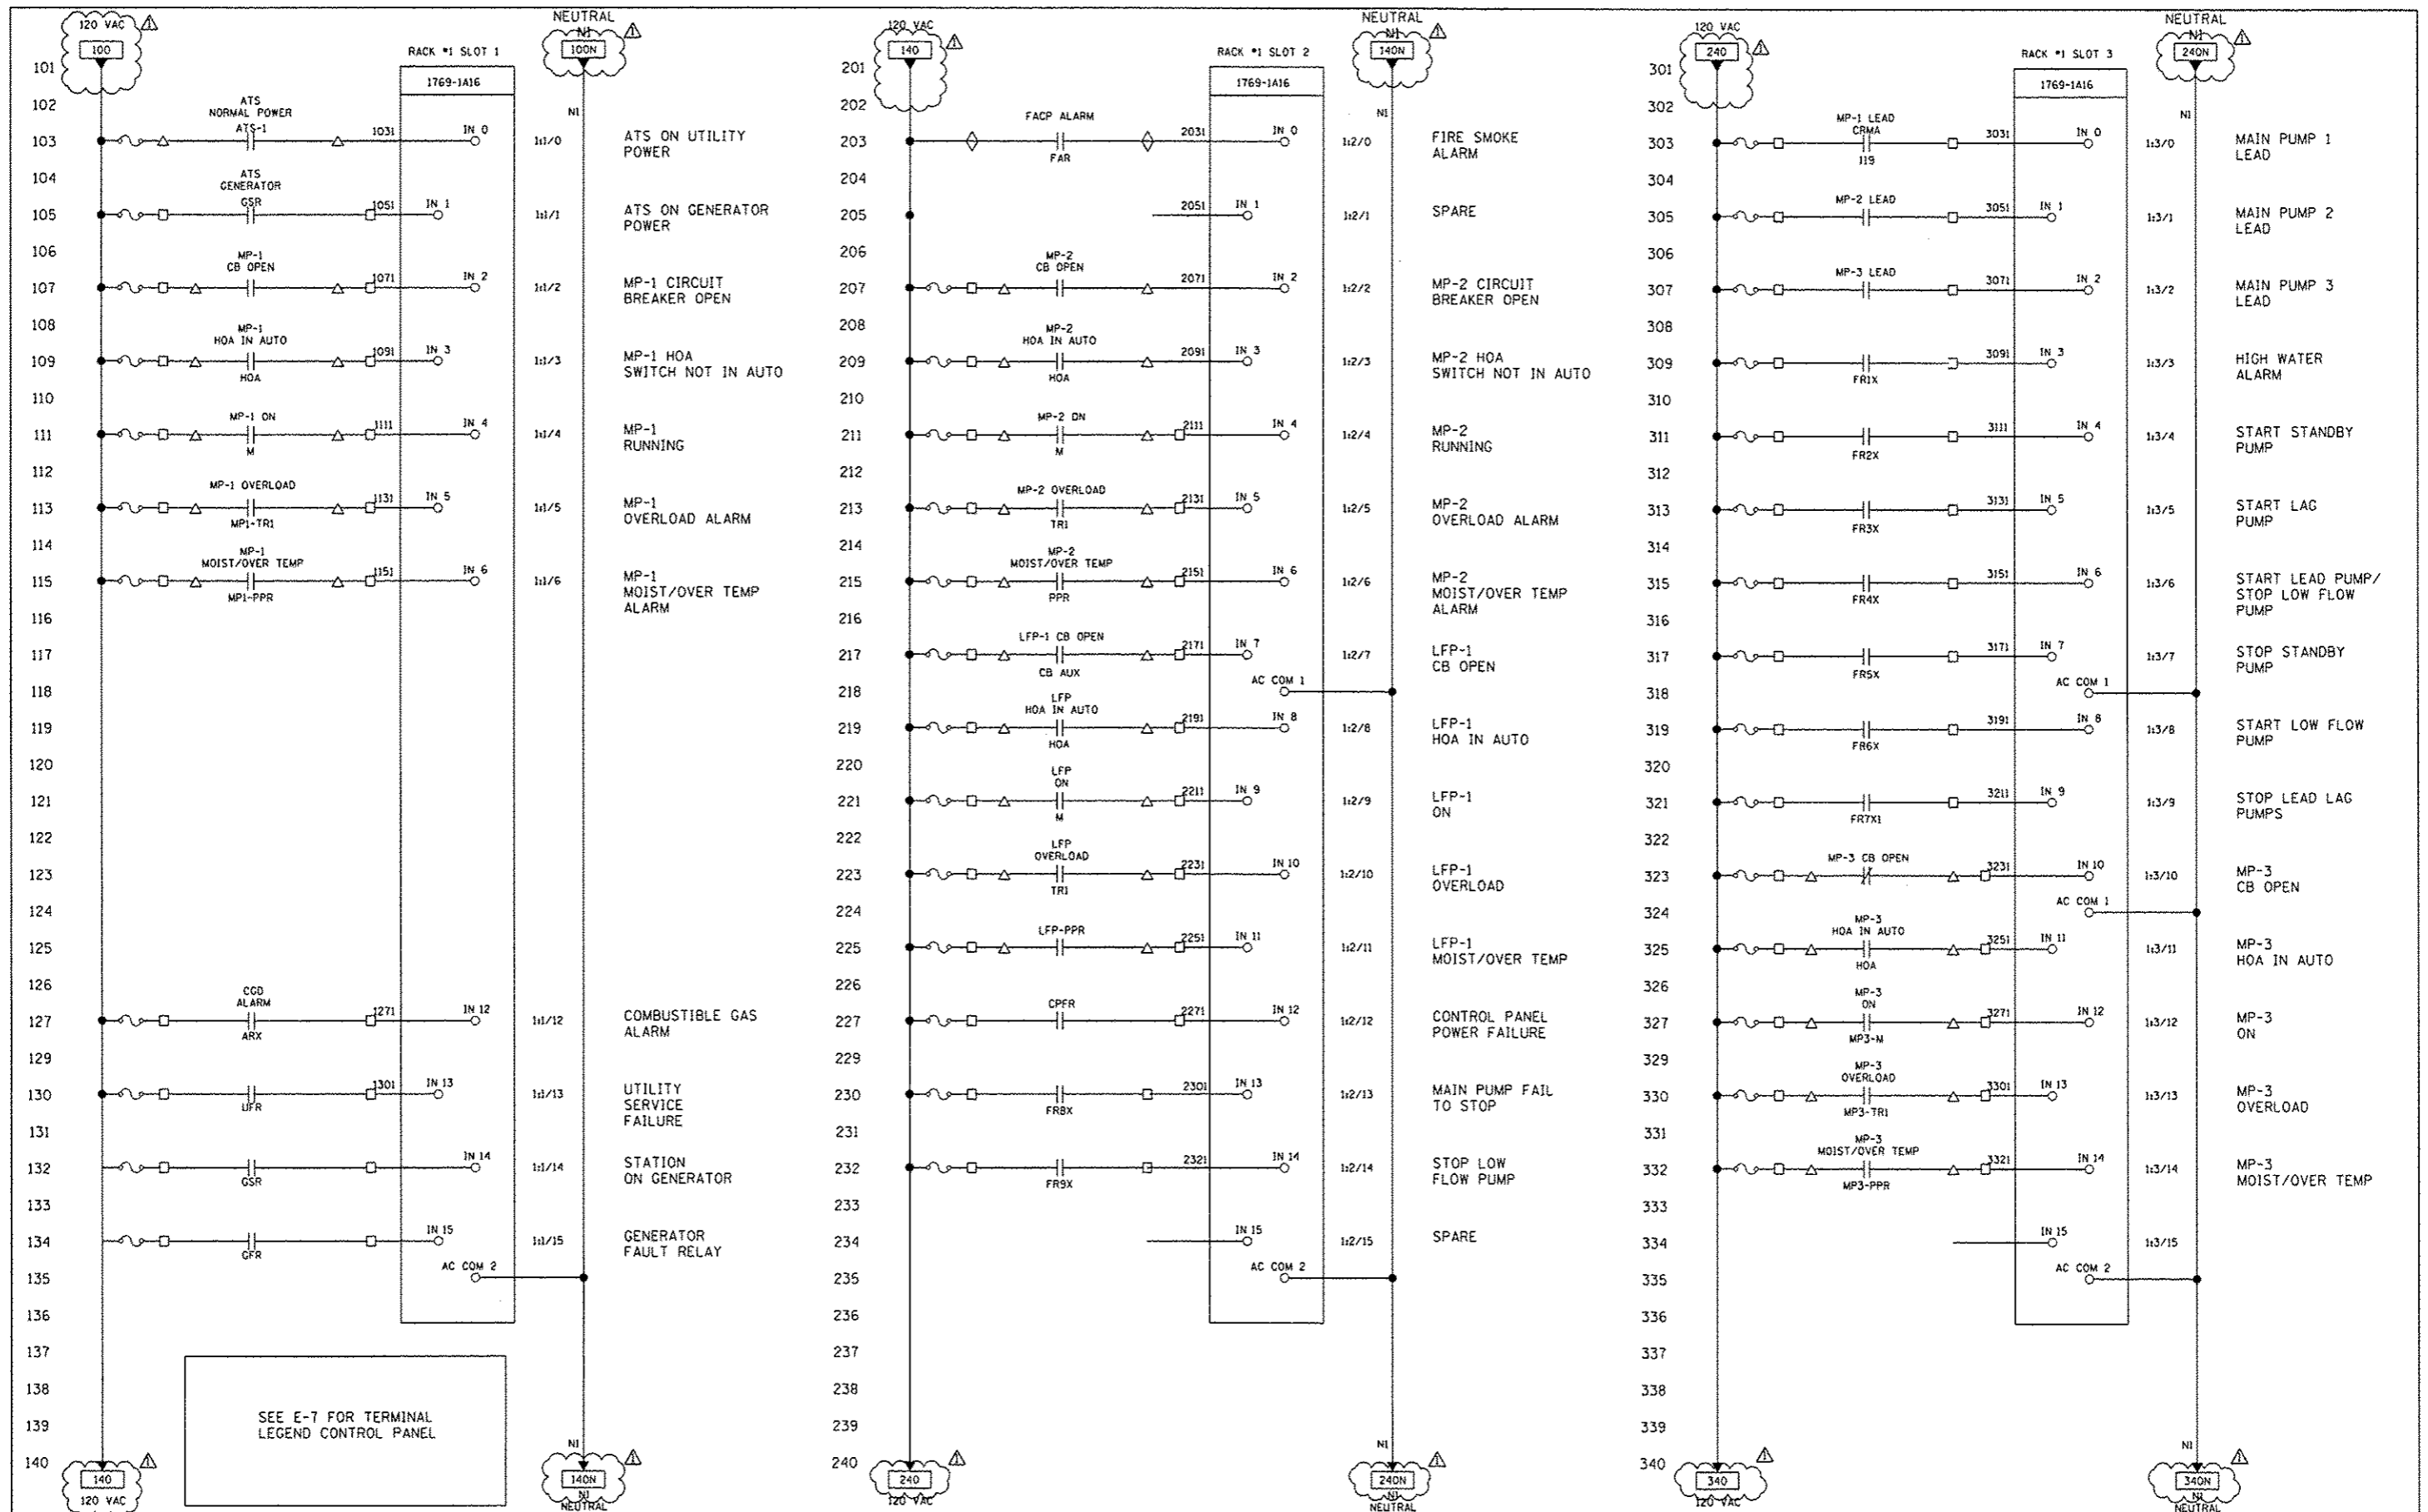 120 VAC
100
NEUTRAL
N1
100N
RACK #1 SLOT 1
1769-1A16
N1
101
102
ATS
NORMAL POWER
ATS-1
103
1031
IN 0
1:1/0
ATS ON UTILITY
POWER
104
ATS
GENERATOR
GSR
105
1051
IN 1
1:1/1
ATS ON GENERATOR
POWER
106
MP-1
CB OPEN
107
1071
IN 2
1:1/2
MP-1 CIRCUIT
BREAKER OPEN
108
MP-1
HOA IN AUTO
109
1091
IN 3
HOA
1:1/3
MP-1 HOA
SWITCH NOT IN AUTO
110
MP-1 ON
111
1111
IN 4
M
1:1/4
MP-1
RUNNING
112
MP-1 OVERLOAD
113
1131
IN 5
MP1-TR1
1:1/5
MP-1
OVERLOAD ALARM
114
MP-1
MOIST/OVER TEMP
115
1151
IN 6
MP1-PPR
1:1/6
MP-1
MOIST/OVER TEMP
ALARM
116
117
118
119
120
121
122
123
124
125
126
CGD
ALARM
127
1271
IN 12
ARX
1:1/12
COMBUSTIBLE GAS
ALARM
129
130
1301
IN 13
UFR
1:1/13
UTILITY
SERVICE
FAILURE
131
132
IN 14
GSR
1:1/14
STATION
ON GENERATOR
133
134
IN 15
GFR
1:1/15
GENERATOR
FAULT RELAY
135
AC COM 2
136
137
138
139
140
SEE E-7 FOR TERMINAL
LEGEND CONTROL PANEL
140
120 VAC
N1
140N
N1
NEUTRAL
120 VAC
140
NEUTRAL
N1
140N
RACK #1 SLOT 2
1769-1A16
N1
201
202
FACP ALARM
203
2031
IN 0
FAR
1:2/0
FIRE SMOKE
ALARM
204
205
2051
IN 1
1:2/1
SPARE
206
MP-2
CB OPEN
207
2071
IN 2
1:2/2
MP-2 CIRCUIT
BREAKER OPEN
208
MP-2
HOA IN AUTO
209
2091
IN 3
HOA
1:2/3
MP-2 HOA
SWITCH NOT IN AUTO
210
MP-2 ON
211
2111
IN 4
M
1:2/4
MP-2
RUNNING
212
MP-2 OVERLOAD
213
2131
IN 5
TR1
1:2/5
MP-2
OVERLOAD ALARM
214
MP-2
MOIST/OVER TEMP
215
2151
IN 6
PPR
1:2/6
MP-2
MOIST/OVER TEMP
ALARM
216
LFP-1 CB OPEN
217
2171
IN 7
CB AUX
1:2/7
LFP-1
CB OPEN
218
AC COM 1
LFP
HOA IN AUTO
219
2191
IN 8
HOA
1:2/8
LFP-1
HOA IN AUTO
220
LFP
ON
221
2211
IN 9
M
1:2/9
LFP-1
ON
222
LFP
OVERLOAD
223
2231
IN 10
TR1
1:2/10
LFP-1
OVERLOAD
224
LFP-PPR
225
2251
IN 11
1:2/11
LFP-1
MOIST/OVER TEMP
226
CPFR
227
2271
IN 12
1:2/12
CONTROL PANEL
POWER FAILURE
229
230
2301
IN 13
FR8X
1:2/13
MAIN PUMP FAIL
TO STOP
231
232
2321
IN 14
FR9X
1:2/14
STOP LOW
FLOW PUMP
233
234
IN 15
1:2/15
SPARE
235
AC COM 2
236
237
238
239
240
240
120 VAC
N1
240N
N1
NEUTRAL
120 VAC
240
NEUTRAL
N1
240N
RACK #1 SLOT 3
1769-1A16
N1
301
302
MP-1 LEAD
CRMA
303
3031
IN 0
119
1:3/0
MAIN PUMP 1
LEAD
304
MP-2 LEAD
305
3051
IN 1
1:3/1
MAIN PUMP 2
LEAD
306
MP-3 LEAD
307
3071
IN 2
1:3/2
MAIN PUMP 3
LEAD
308
309
3091
IN 3
FR1X
1:3/3
HIGH WATER
ALARM
310
311
3111
IN 4
FR2X
1:3/4
START STANDBY
PUMP
312
313
3131
IN 5
FR3X
1:3/5
START LAG
PUMP
314
315
3151
IN 6
FR4X
1:3/6
START LEAD PUMP/
STOP LOW FLOW
PUMP
316
317
3171
IN 7
FR5X
1:3/7
STOP STANDBY
PUMP
318
AC COM 1
319
3191
IN 8
FR6X
1:3/8
START LOW FLOW
PUMP
320
321
3211
IN 9
FR7X1
1:3/9
STOP LEAD LAG
PUMPS
322
MP-3 CB OPEN
323
3231
IN 10
1:3/10
MP-3
CB OPEN
324
AC COM 1
MP-3
HOA IN AUTO
325
3251
IN 11
HOA
1:3/11
MP-3
HOA IN AUTO
326
MP-3
ON
327
3271
IN 12
MP3-M
1:3/12
MP-3
ON
329
MP-3
OVERLOAD
330
3301
IN 13
MP3-TR1
1:3/13
MP-3
OVERLOAD
331
MP-3
MOIST/OVER TEMP
332
3321
IN 14
MP3-PPR
1:3/14
MP-3
MOIST/OVER TEMP
333
334
IN 15
1:3/15
335
AC COM 2
336
337
338
339
340
340
120 VAC
N1
340N
N1
NEUTRAL